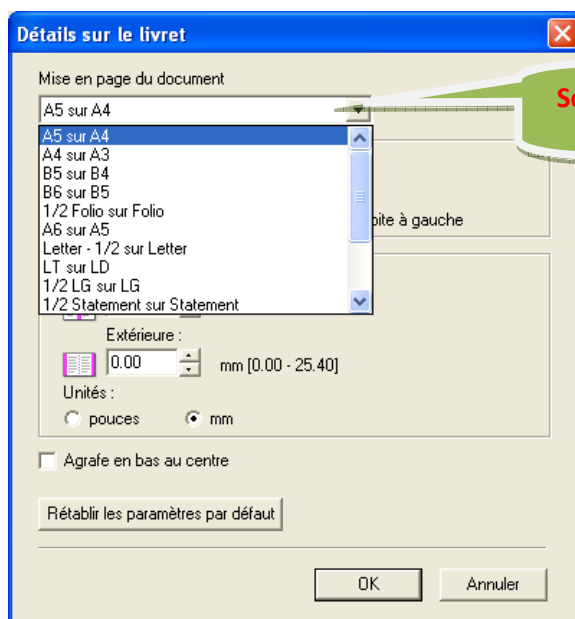 Détails sur le livret
Mise en page du document
A5 sur A4
A5 sur A4
A4 sur A3
B5 sur B4
B6 sur B5
1/2 Folio sur Folio
A6 sur A5
Letter - 1/2 sur Letter
LT sur LD
1/2 LG sur LG
1/2 Statement sur Statement
à gauche
Extérieure :
0.00 mm [0.00 - 25.40]
Unités :
pouces mm
Agrafe en bas au centre
Rétablir les paramètres par défaut
OK Annuler